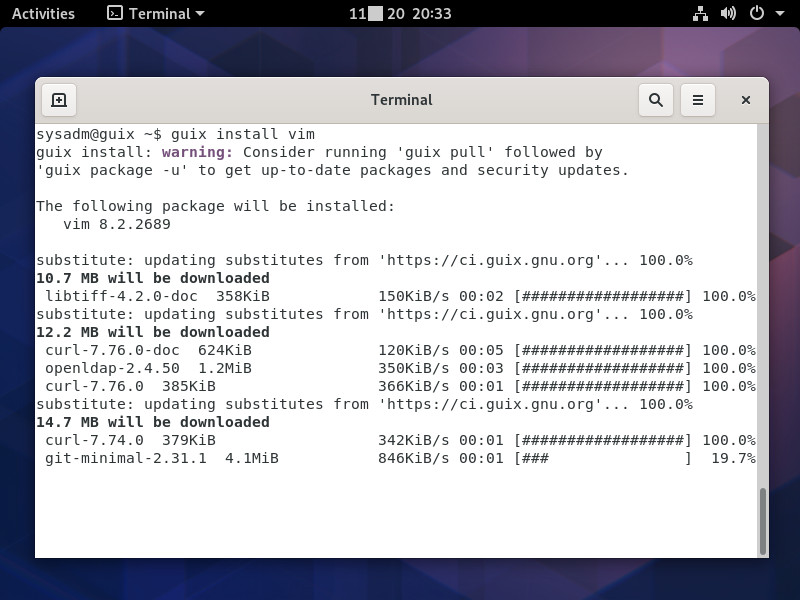 Activities Terminal 11 20 20:33
Terminal
sysadm@guix ~$ guix install vim
guix install: warning: Consider running 'guix pull' followed by
'guix package -u' to get up-to-date packages and security updates.
The following package will be installed:
vim 8.2.2689
substitute: updating substitutes from 'https://ci.guix.gnu.org'... 100.0%
10.7 MB will be downloaded
libtiff-4.2.0-doc 358KiB 150KiB/s 00:02 [##################] 100.0%
substitute: updating substitutes from 'https://ci.guix.gnu.org'... 100.0%
12.2 MB will be downloaded
curl-7.76.0-doc 624KiB 120KiB/s 00:05 [##################] 100.0%
openldap-2.4.50 1.2MiB 350KiB/s 00:03 [##################] 100.0%
curl-7.76.0 385KiB 366KiB/s 00:01 [##################] 100.0%
substitute: updating substitutes from 'https://ci.guix.gnu.org'... 100.0%
14.7 MB will be downloaded
curl-7.74.0 379KiB 342KiB/s 00:01 [##################] 100.0%
git-minimal-2.31.1 4.1MiB 846KiB/s 00:01 [###               ] 19.7%